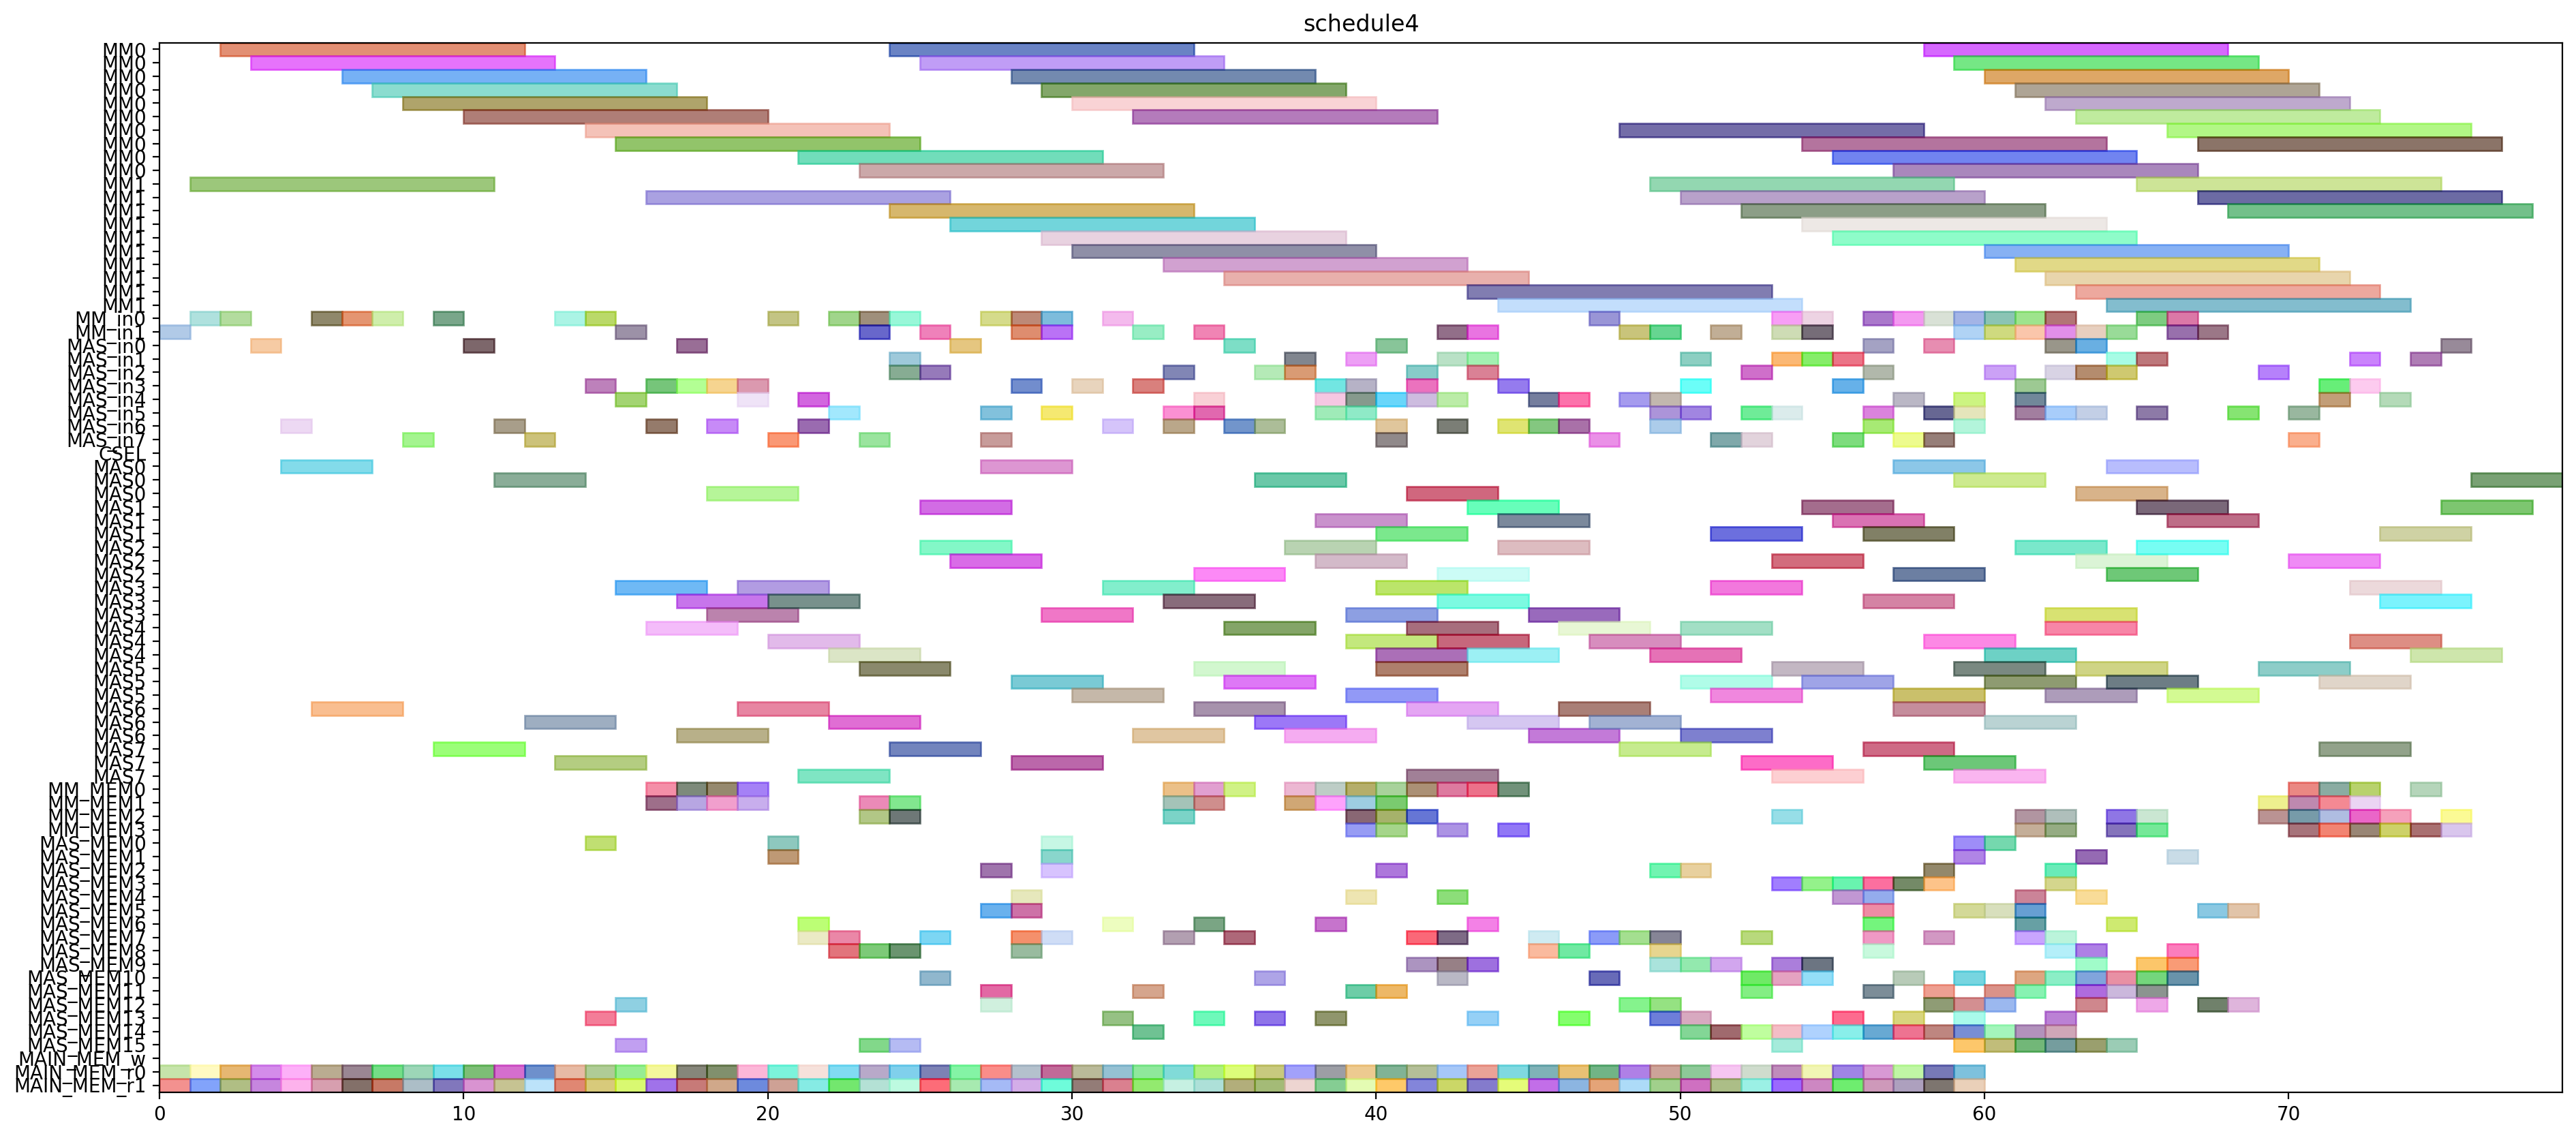 schedule4
MM0
MM0
MM0
MM0
MM0
MM0
MM0
MM0
MM0
MM0
MM1
MM1
MM1
MM1
MM1
MM1
MM1
MM1
MM1
MM1
MM_in0
MM_in1
MAS_in0
MAS_in1
MAS_in2
MAS_in3
MAS_in4
MAS_in5
MAS_in6
MAS_in7
CSEL
MAS0
MAS0
MAS0
MAS1
MAS1
MAS1
MAS2
MAS2
MAS2
MAS3
MAS3
MAS3
MAS4
MAS4
MAS4
MAS5
MAS5
MAS5
MAS6
MAS6
MAS6
MAS7
MAS7
MAS7
MM_MEM0
MM_MEM1
MM_MEM2
MM_MEM3
MAS_MEM0
MAS_MEM1
MAS_MEM2
MAS_MEM3
MAS_MEM4
MAS_MEM5
MAS_MEM6
MAS_MEM7
MAS_MEM8
MAS_MEM9
MAS_MEM10
MAS_MEM11
MAS_MEM12
MAS_MEM13
MAS_MEM14
MAS_MEM15
MAIN_MEM_w
MAIN_MEM_r0
MAIN_MEM_r1
0 10 20 30 40 50 60 70